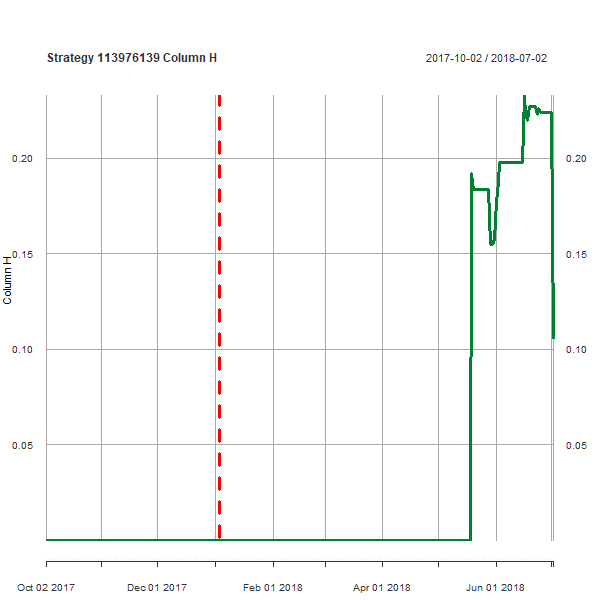 Strategy 113976139 Column H
2017-10-02 / 2018-07-02
0.20
0.20
0.15
0.15
Column H
0.10
0.10
0.05
0.05
Oct 02 2017
Dec 01 2017
Feb 01 2018
Apr 01 2018
Jun 01 2018